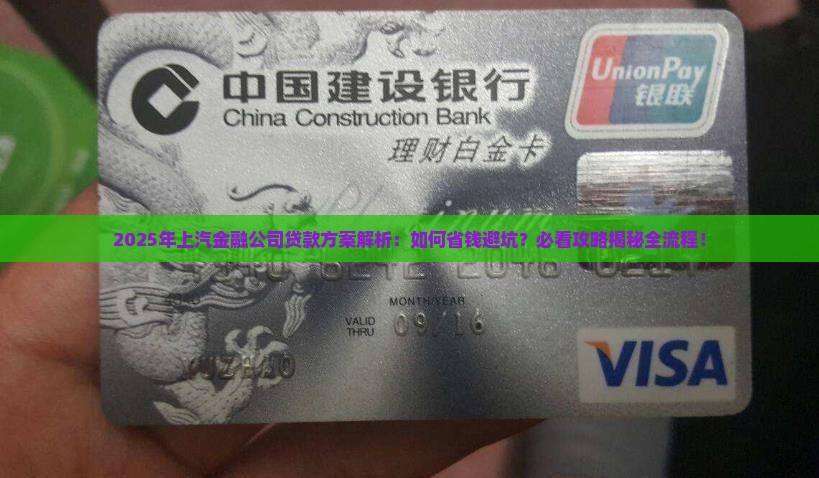 中国建设银行
China Construction Bank
UnionPay
银联
理财白金卡
2025年上汽金融公司贷款方案解析：如何省钱避坑？必看攻略揭秘全流程！
MONTH/YEAR
VALID
THRU
09/16
VISA